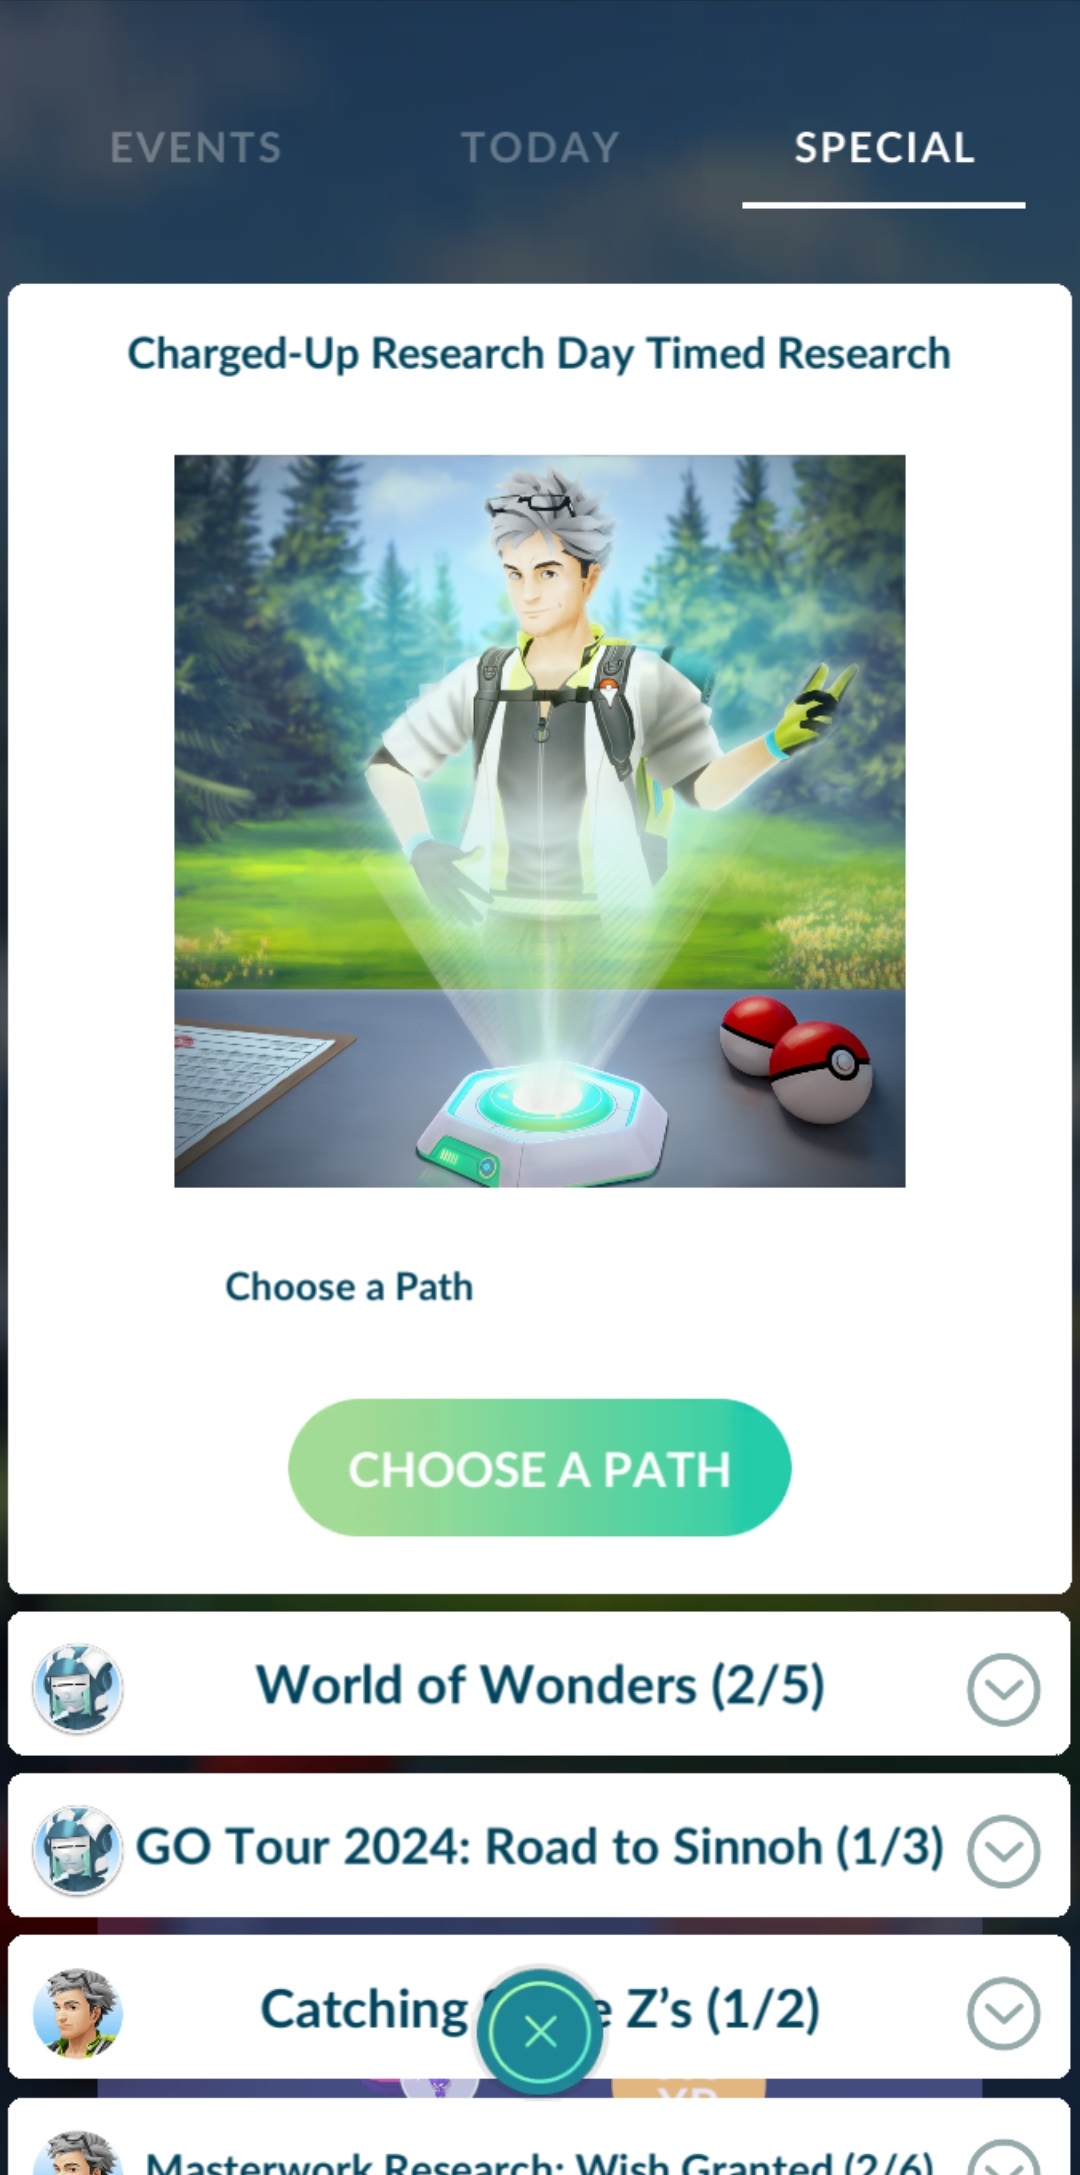 EVENTS TODAY SPECIAL
Charged-Up Research Day Timed Research
Choose a Path
CHOOSE A PATH
World of Wonders (2/5)
GO Tour 2024: Road to Sinnoh (1/3)
Catching e Z's (1/2)
XP
Masterwork Research: Wish Granted (2/6)